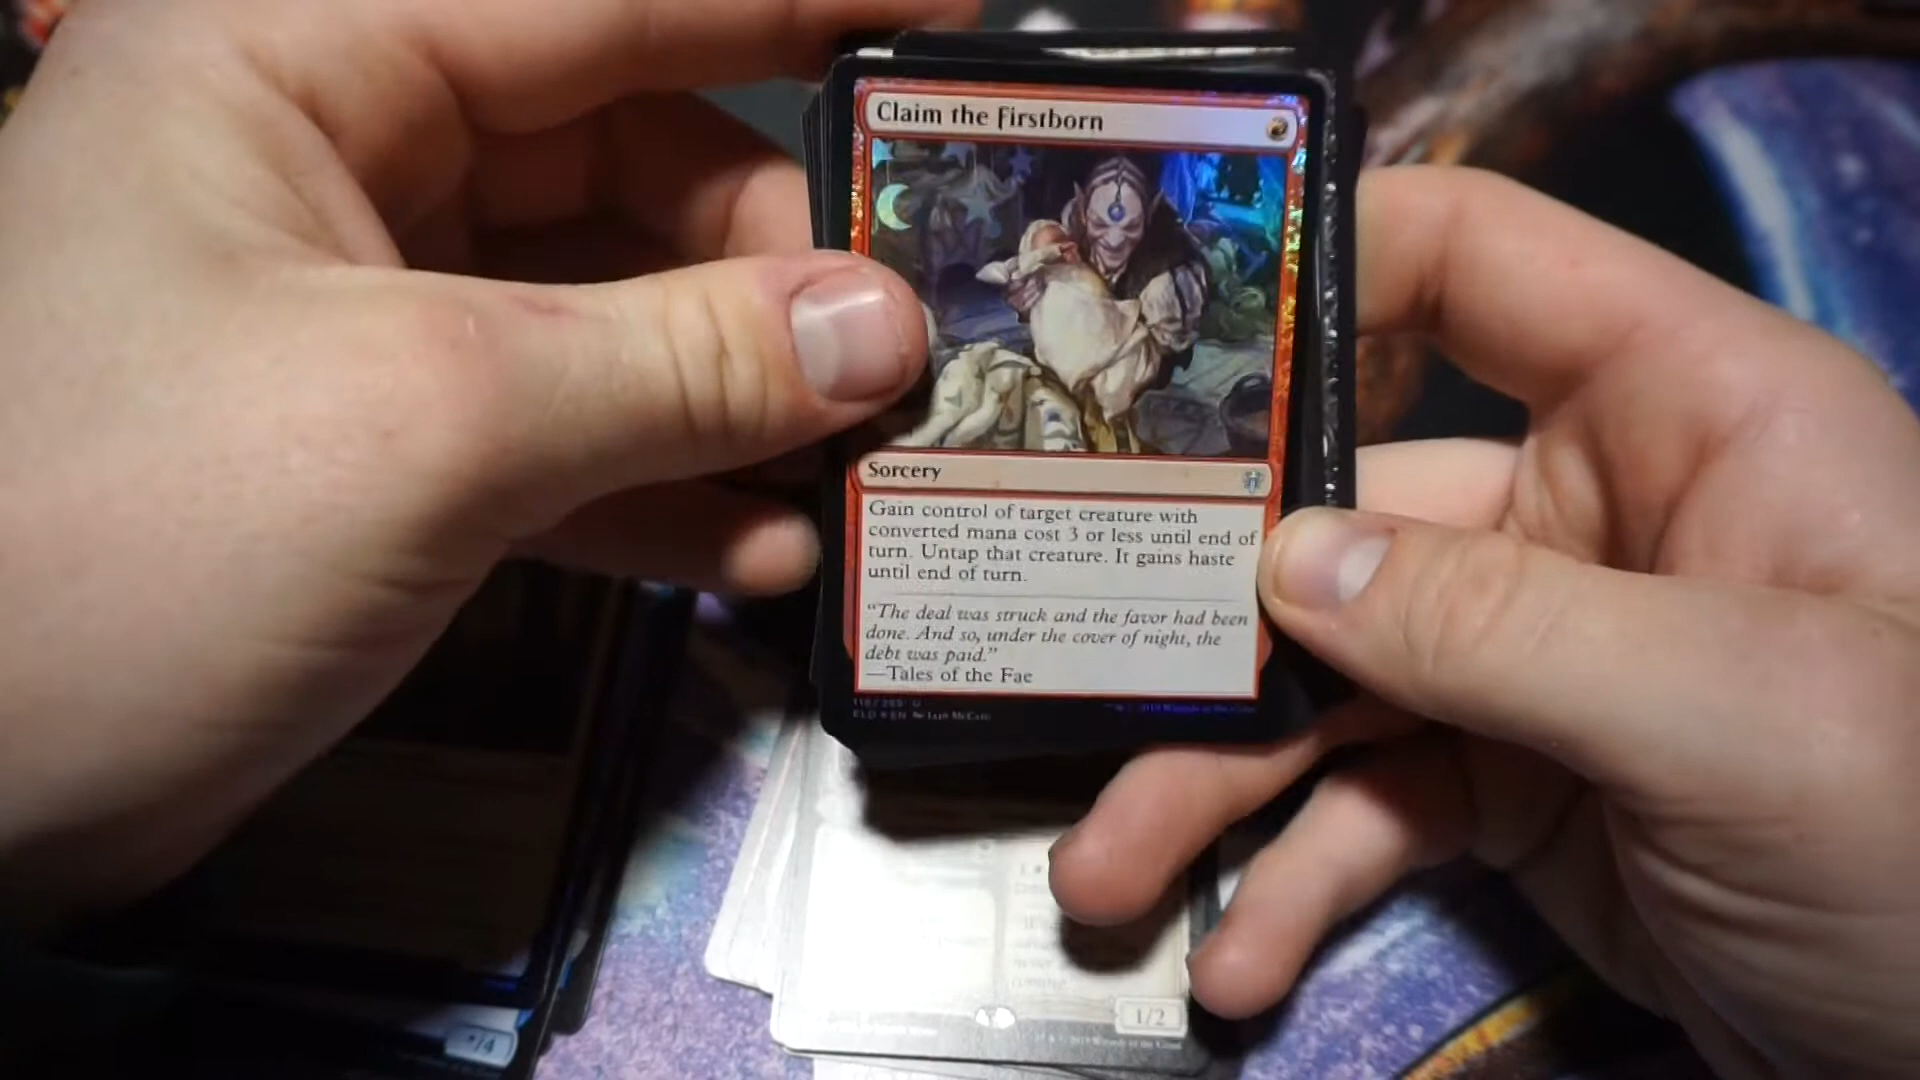 Claim the Firstborn
Sorcery
Gain control of target creature with
converted mana cost 3 or less until end of
turn. Untap that creature. It gains haste
until end of turn.
"The deal was struck and the favor had been
done. And so, under the cover of night, the
debt was paid."
—Tales of the Fae
ELD EN
1/2
*/4